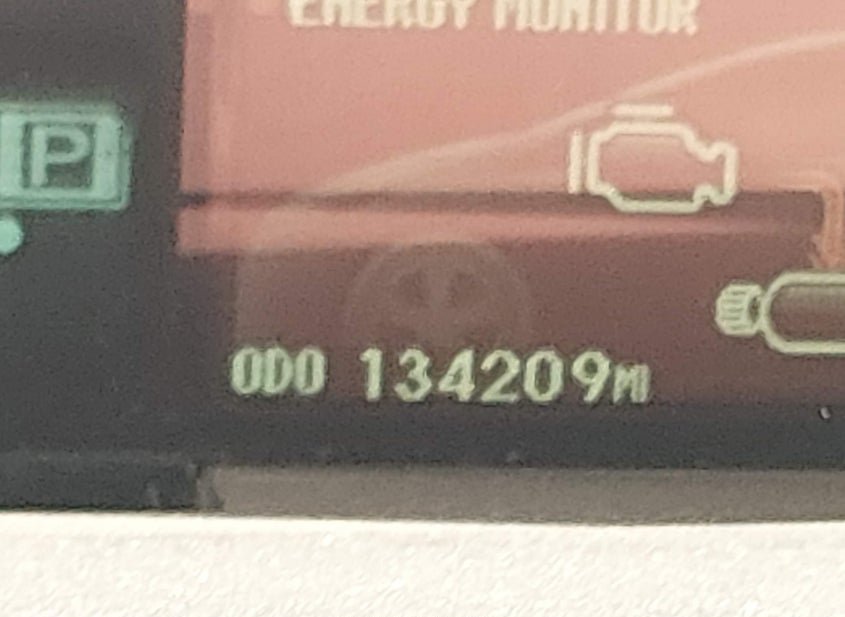 ENERGY MONITOR
P
ODO 134209MI